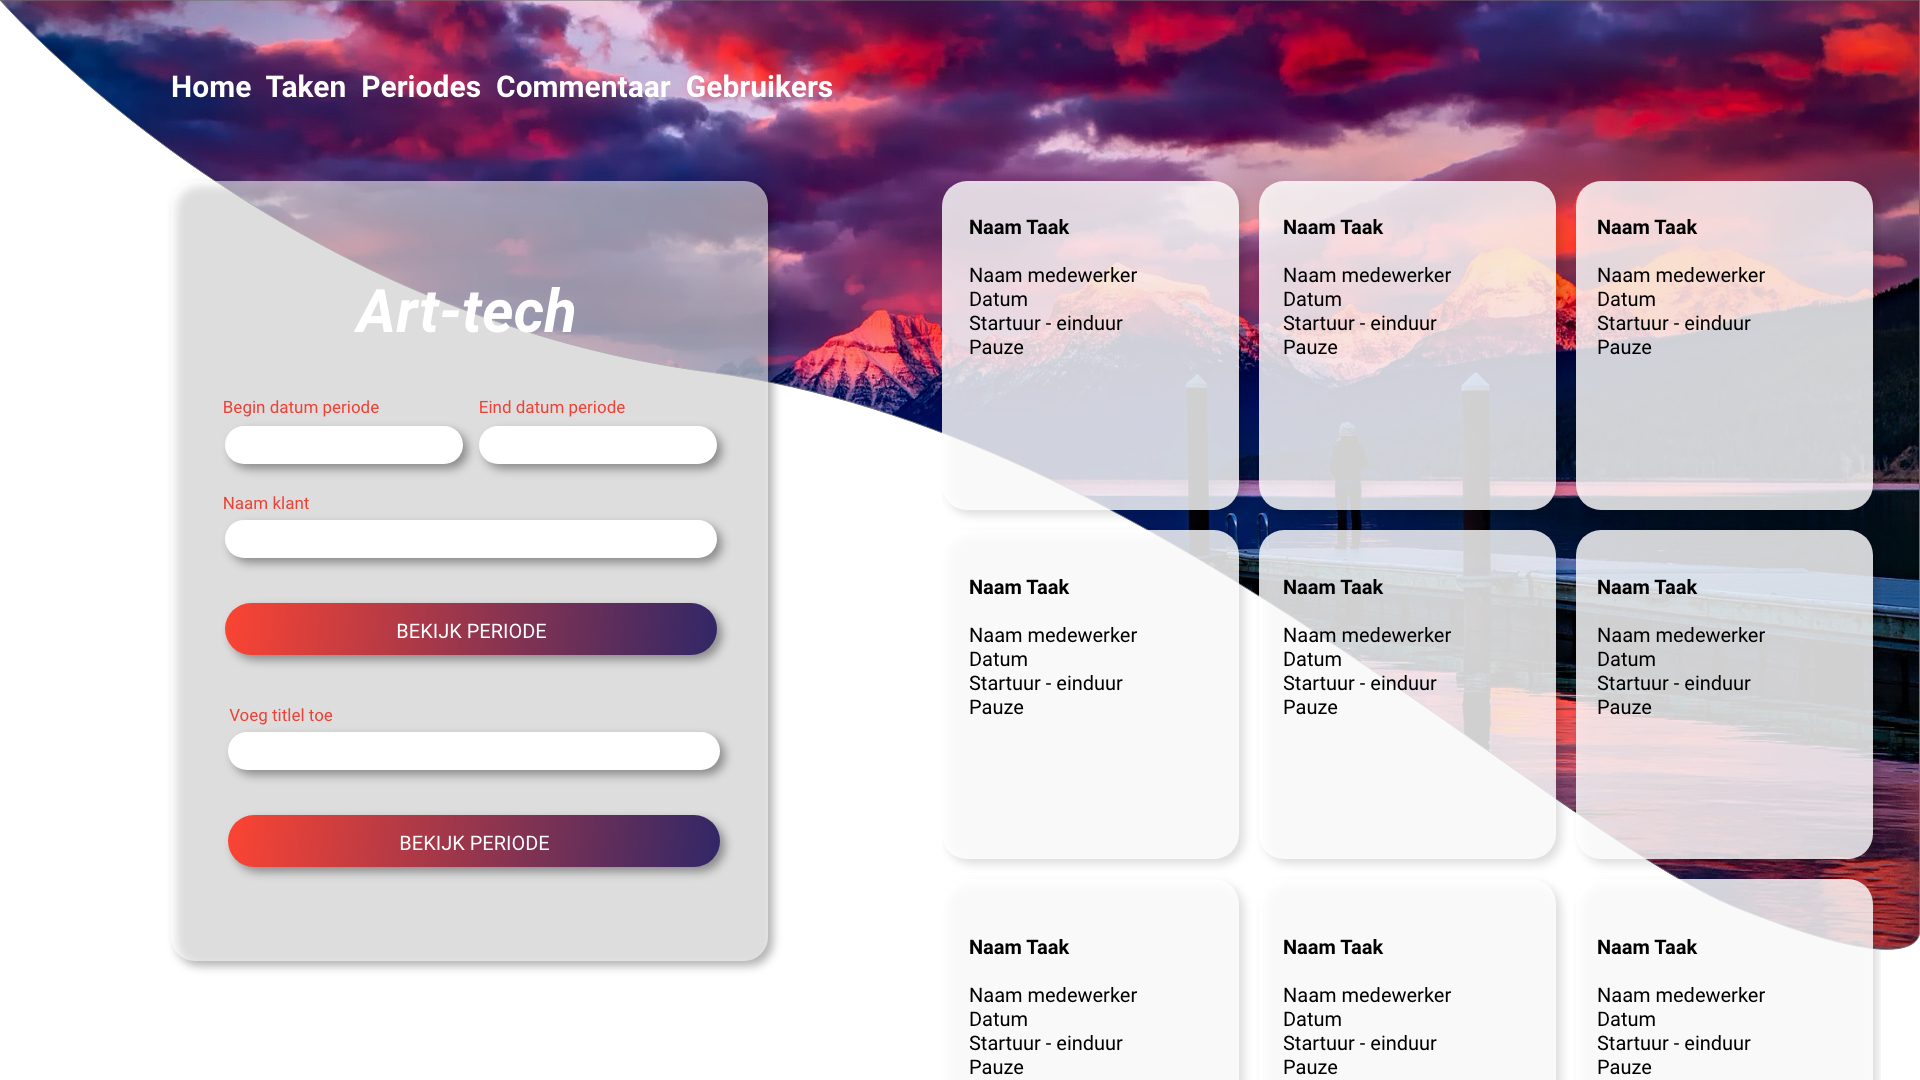 Home Taken Periodes Commentaar Gebruikers
Art-tech
Begin datum periode Eind datum periode
Naam klant
BEKIJK PERIODE
Voeg titlel toe
BEKIJK PERIODE
Naam Taak
Naam medewerker
Datum
Startuur - einduur
Pauze
Naam Taak
Naam medewerker
Datum
Startuur - einduur
Pauze
Naam Taak
Naam medewerker
Datum
Startuur - einduur
Pauze
Naam Taak
Naam medewerker
Datum
Startuur - einduur
Pauze
Naam Taak
Naam medewerker
Datum
Startuur - einduur
Pauze
Naam Taak
Naam medewerker
Datum
Startuur - einduur
Pauze
Naam Taak
Naam medewerker
Datum
Startuur - einduur
Pauze
Naam Taak
Naam medewerker
Datum
Startuur - einduur
Pauze
Naam Taak
Naam medewerker
Datum
Startuur - einduur
Pauze